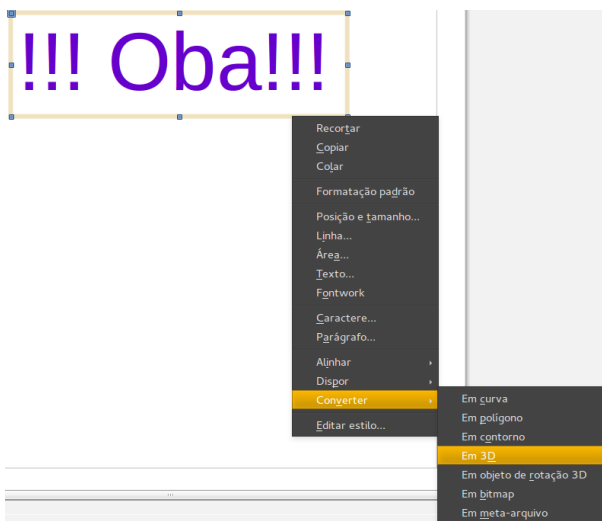 !!! Oba!!!
Recortar
Copiar
Colar
Formatação padrão
Posição e tamanho...
Linha...
Área...
Texto...
Fontwork
Caractere...
Parágrafo...
Alinhar
Dispor
Converter
Editar estilo...
Em curva
Em polígono
Em contorno
Em 3D
Em objeto de rotação 3D
Em bitmap
Em meta-arquivo